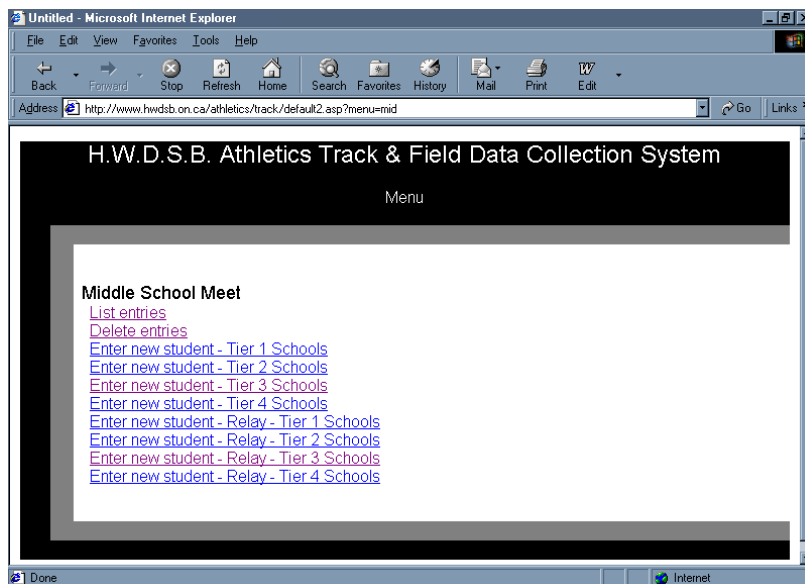 Untitled - Microsoft Internet Explorer
File Edit View Favorites Tools Help
Back Forward Stop Refresh Home Search Favorites History Mail Print Edit
Address http://www.hwdsb.on.ca/athletics/track/default2.asp?menu=mid Go Links
H.W.D.S.B. Athletics Track & Field Data Collection System
Menu
Middle School Meet
List entries
Delete entries
Enter new student - Tier 1 Schools
Enter new student - Tier 2 Schools
Enter new student - Tier 3 Schools
Enter new student - Tier 4 Schools
Enter new student - Relay - Tier 1 Schools
Enter new student - Relay - Tier 2 Schools
Enter new student - Relay - Tier 3 Schools
Enter new student - Relay - Tier 4 Schools
Done Internet